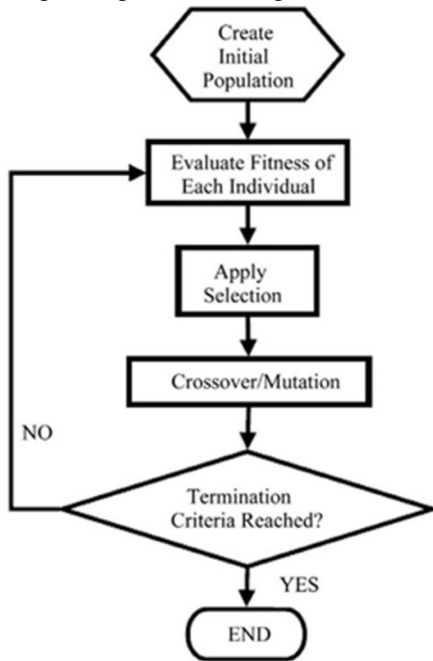 Create
Initial
Population
Evaluate Fitness of
Each Individual
Apply
Selection
Crossover/Mutation
NO
Termination
Criteria Reached?
YES
END